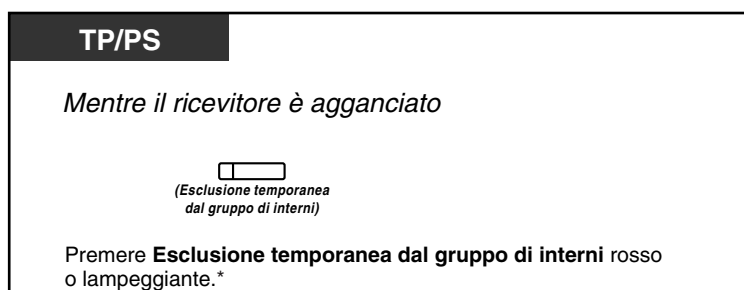 TP/PS
Mentre il ricevitore è agganciato
(Esclusione temporanea
dal gruppo di interni)
Premere Esclusione temporanea dal gruppo di interni rosso
o lampeggiante.*